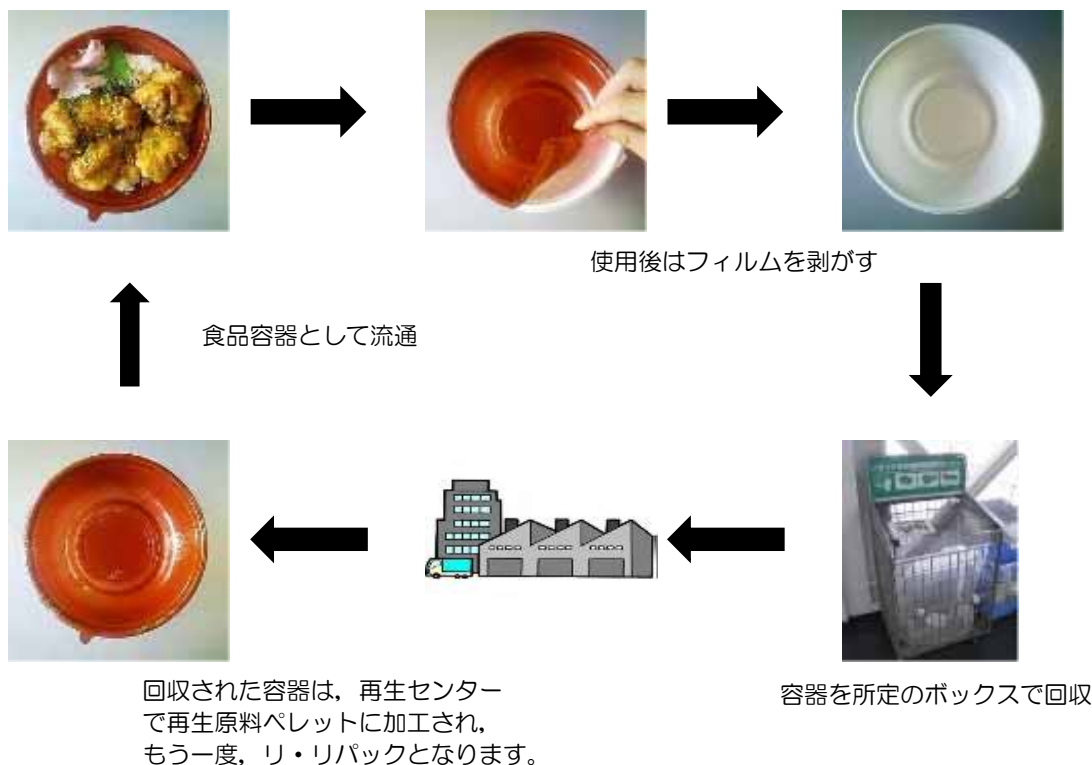 使用後はフィルムを剥がす
食品容器として流通
容器を所定のボックスで回収
回収された容器は，再生センター
で再生原料ペレットに加工され，
もう一度，リ・リパックとなります。